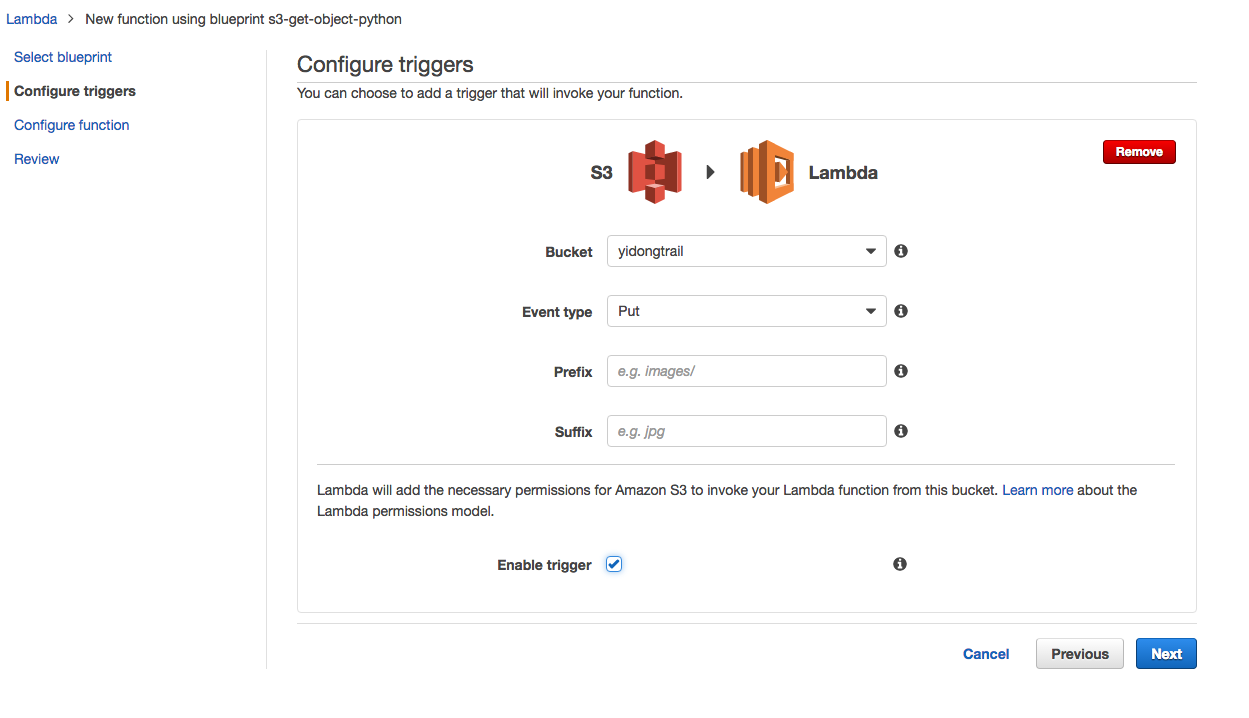 Lambda > New function using blueprint s3-get-object-python
Select blueprint
Configure triggers
Configure function
Review
Configure triggers
You can choose to add a trigger that will invoke your function.
S3 Lambda
Remove
Bucket yidongtrail
Event type Put
Prefix e.g. images/
Suffix e.g. jpg
Lambda will add the necessary permissions for Amazon S3 to invoke your Lambda function from this bucket. Learn more about the
Lambda permissions model.
Enable trigger
Cancel Previous Next